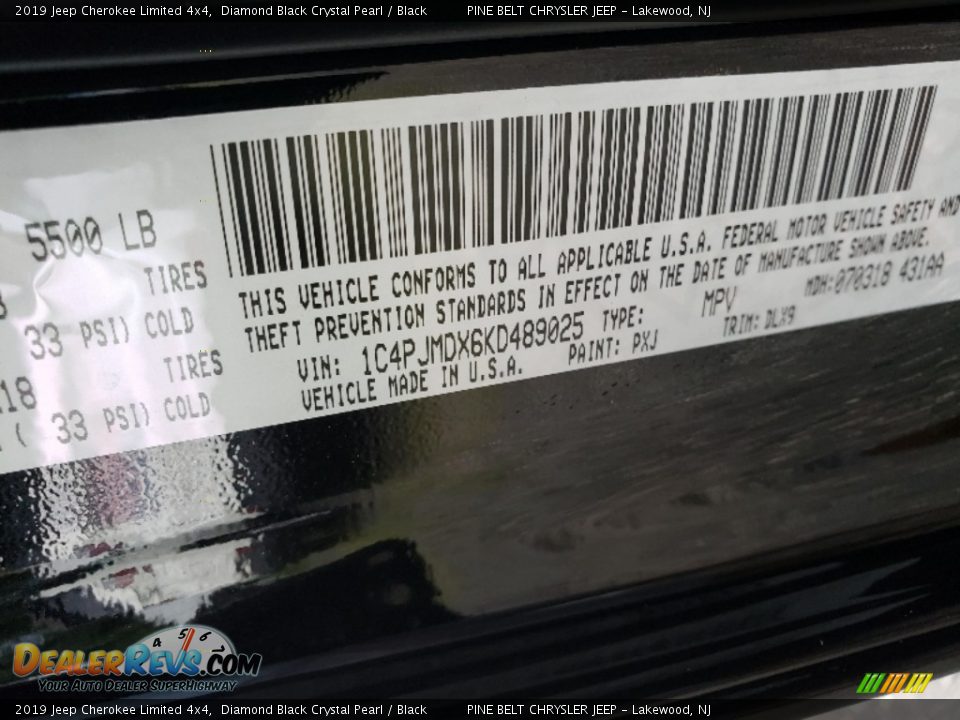 2019 Jeep Cherokee Limited 4x4, Diamond Black Crystal Pearl / Black PINE BELT CHRYSLER JEEP - Lakewood, NJ
5500 LB
TIRES
33 PSI) COLD
TIRES
( 33 PSI) COLD
THIS VEHICLE CONFORMS TO ALL APPLICABLE U.S.A. FEDERAL MOTOR VEHICLE SAFETY AND
THEFT PREVENTION STANDARDS IN EFFECT ON THE DATE OF MANUFACTURE SHOWN ABOVE.
VIN: 1C4PJMDX6KD489025 TYPE: MPV MDH:070318 431AA
VEHICLE MADE IN U.S.A. PAINT: PXJ TRIM: DLX9
4 5 6
DEALERREVS.COM
YOUR AUTO DEALER SUPERHIGHWAY
2019 Jeep Cherokee Limited 4x4, Diamond Black Crystal Pearl / Black PINE BELT CHRYSLER JEEP - Lakewood, NJ